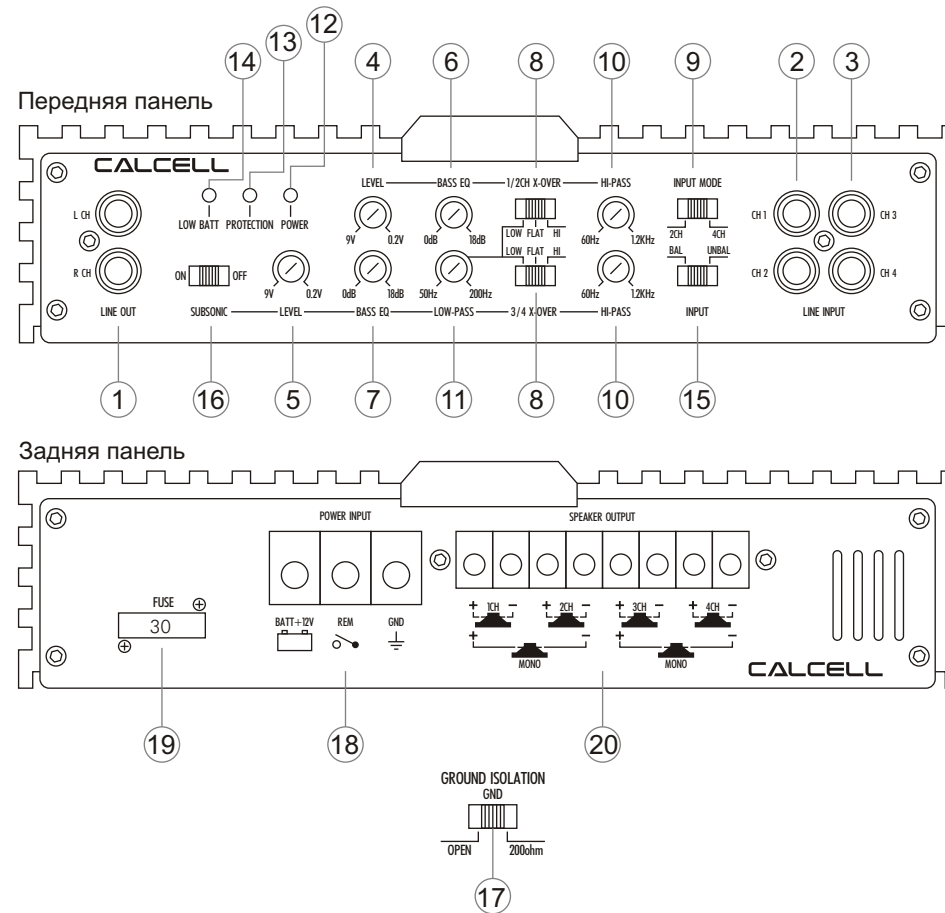 12
13
14 4 6 8 10 9 2 3
Передняя панель
CALCELL
LEVEL BASS EQ 1/2CH X-OVER HI-PASS INPUT MODE
L CH LOW BATT PROTECTION POWER CH 1 CH 3
9V 0.2V 0dB 18dB LOW FLAT HI 60Hz 1.2KHz 2CH 4CH
R CH ON OFF LOW FLAT HI BAL UNBAL CH 2 CH 4
9V 0.2V 0dB 18dB 50Hz 200Hz 60Hz 1.2KHz
LINE OUT SUBSONIC LEVEL BASS EQ LOW-PASS 3/4 X-OVER HI-PASS INPUT LINE INPUT
1 16 5 7 11 8 10 15
Задняя панель
POWER INPUT SPEAKER OUTPUT
FUSE
30
BATT+12V REM GND
+ 1CH - + 2CH - + 3CH - + 4CH -
+ - + -
MONO MONO
CALCELL
19 18 20
GROUND ISOLATION
GND
OPEN 200ohm
17